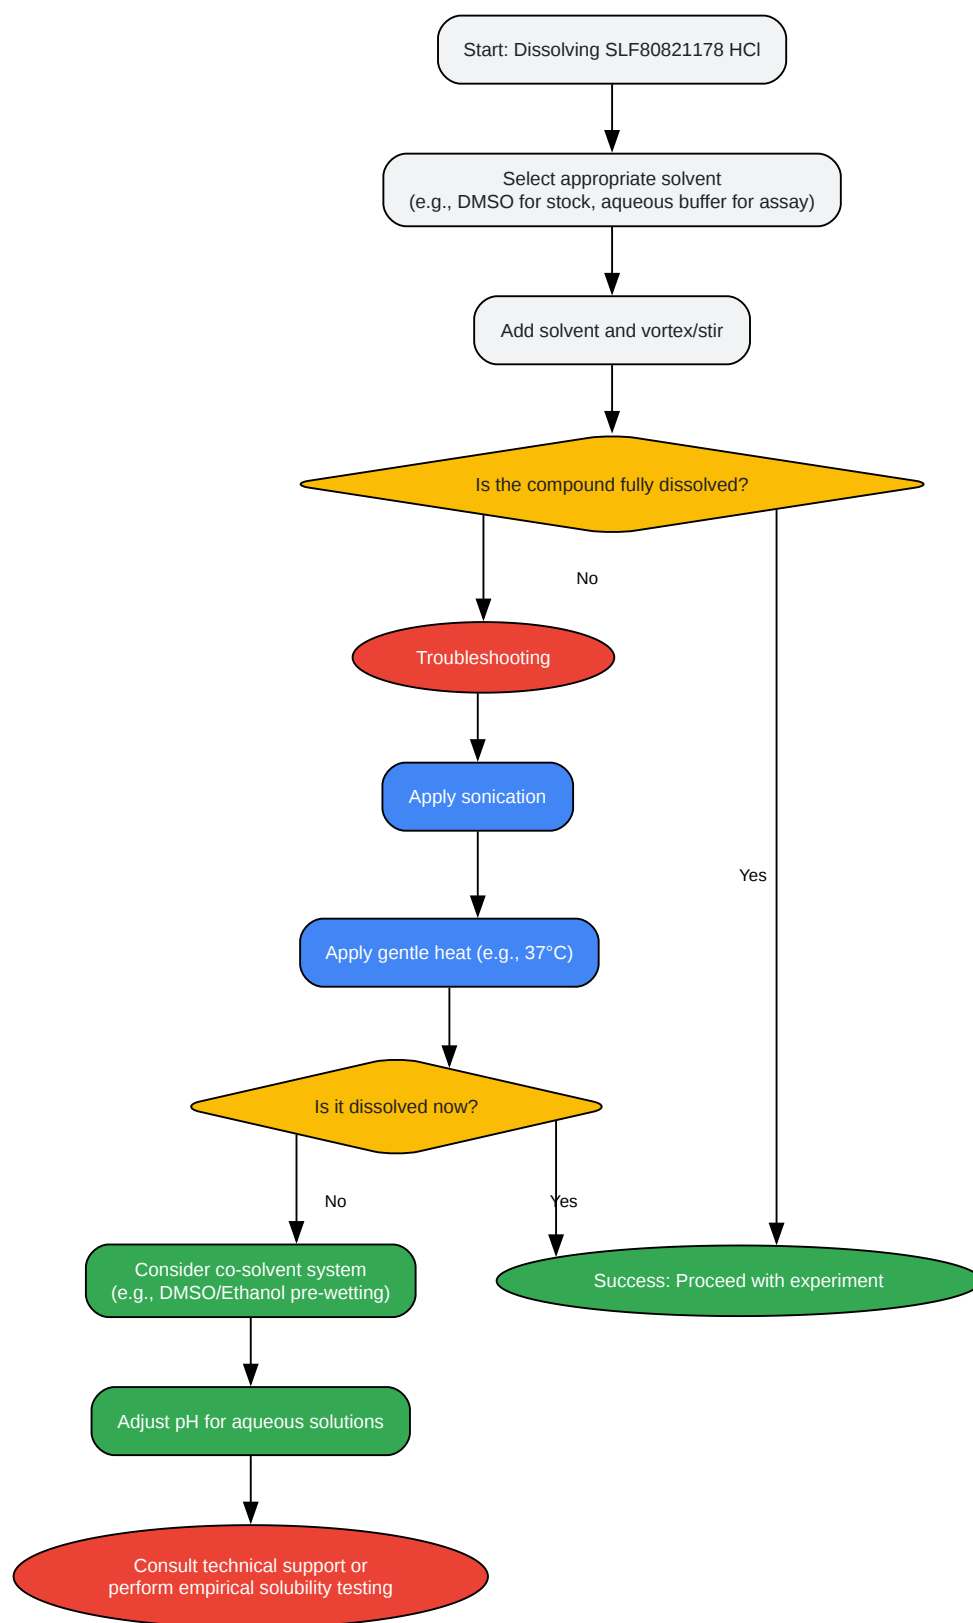 Start: Dissolving SLF80821178 HCl
Select appropriate solvent
(e.g., DMSO for stock, aqueous buffer for assay)
Add solvent and vortex/stir
Is the compound fully dissolved?
No
Troubleshooting
Apply sonication
Yes
Apply gentle heat (e.g., 37°C)
Is it dissolved now?
No
Yes
Consider co-solvent system
(e.g., DMSO/Ethanol pre-wetting)
Success: Proceed with experiment
Adjust pH for aqueous solutions
Consult technical support or
perform empirical solubility testing